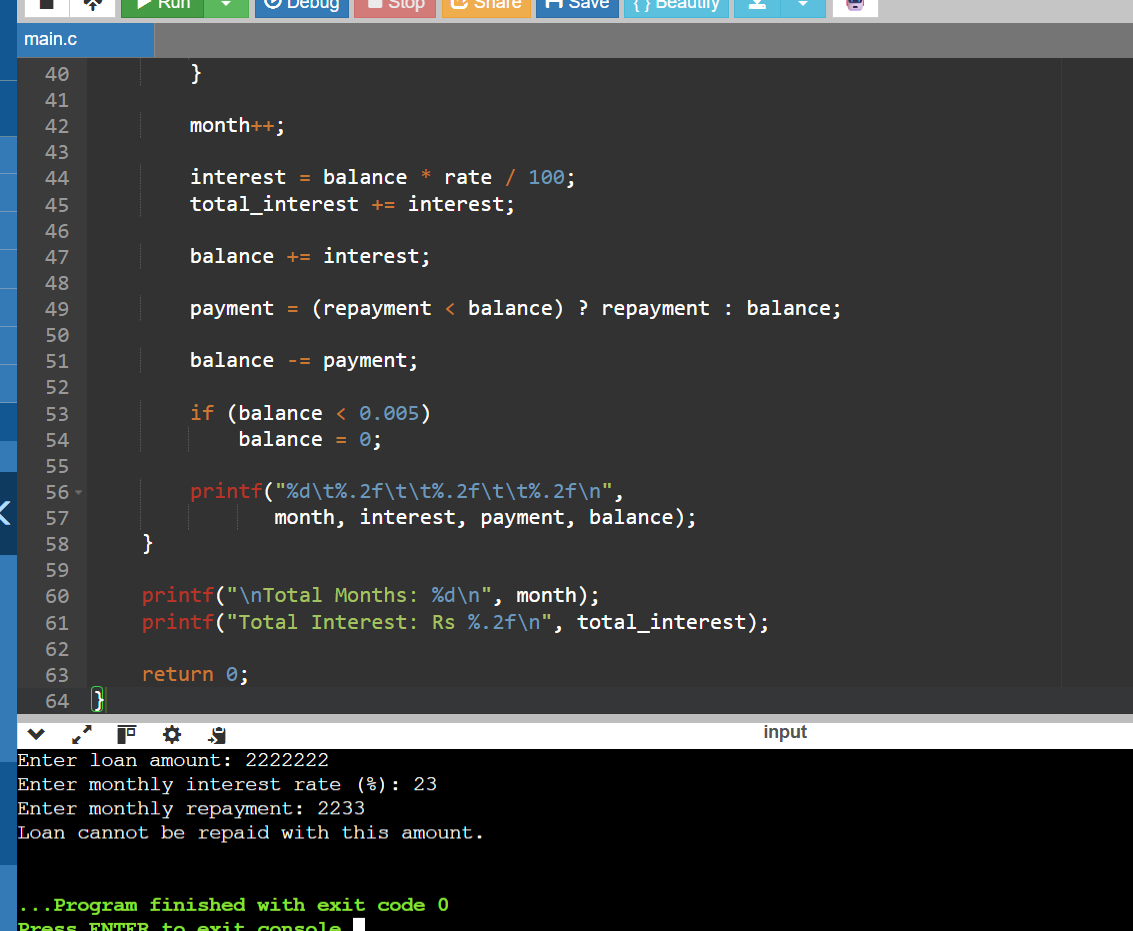 Run Debug Stop Share Save { } Beautify
main.c
40 }
41
42 month++;
43
44 interest = balance * rate / 100;
45 total_interest += interest;
46
47 balance += interest;
48
49 payment = (repayment < balance) ? repayment : balance;
50
51 balance -= payment;
52
53 if (balance < 0.005)
54 balance = 0;
55
56 printf("%d\t%.2f\t\t%.2f\t\t%.2f\n",
57 month, interest, payment, balance);
58 }
59
60 printf("\nTotal Months: %d\n", month);
61 printf("Total Interest: Rs %.2f\n", total_interest);
62
63 return 0;
64 }
input
Enter loan amount: 2222222
Enter monthly interest rate (%): 23
Enter monthly repayment: 2233
Loan cannot be repaid with this amount.
...Program finished with exit code 0
Press ENTER to exit console.